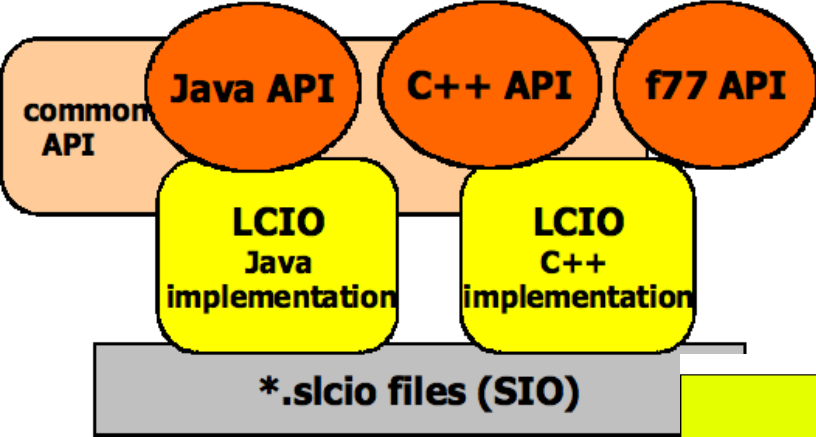 Java API
C++ API
f77 API
common
API
LCIO
Java
implementation
LCIO
C++
implementation
*.slcio files (SIO)